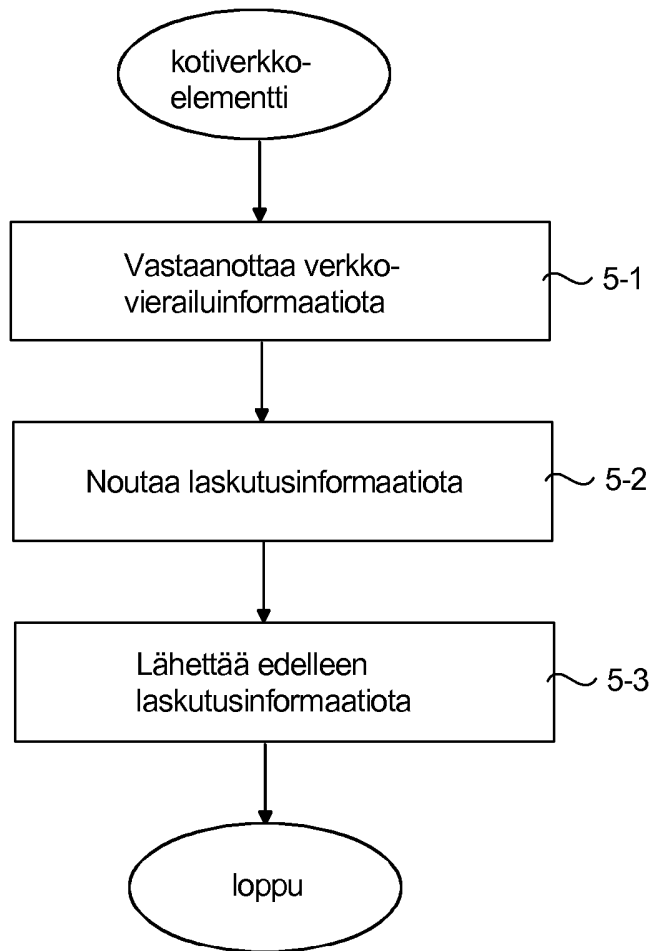 kotiverkko-
elementti
Vastaanottaa verkko-
vierailuinformaatiota
5-1
Noutaa laskutusinformaatiota
5-2
Lähettää edelleen
laskutusinformaatiota
5-3
loppu